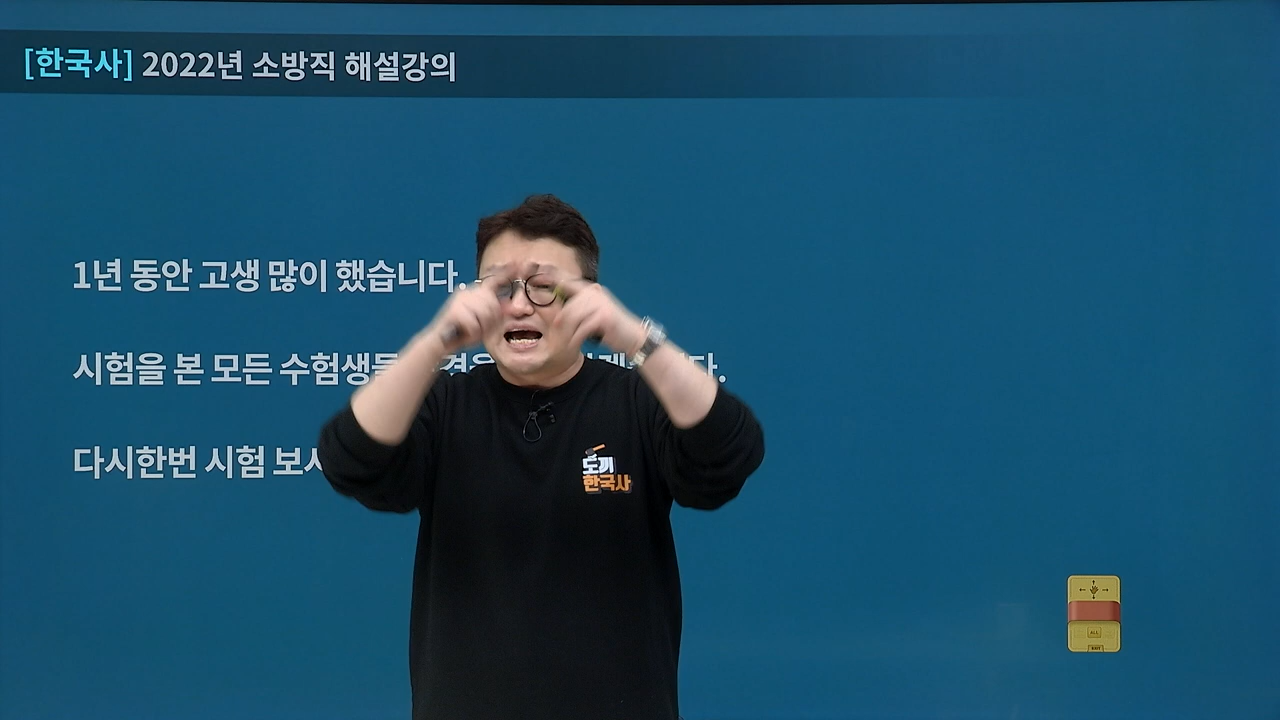 [한국사] 2022년 소방직 해설강의
1년 동안 고생 많이 했습니다.
시험을 본 모든 수험생들
다시한번 시험 보시
도끼
한국사
ALL
EXIT